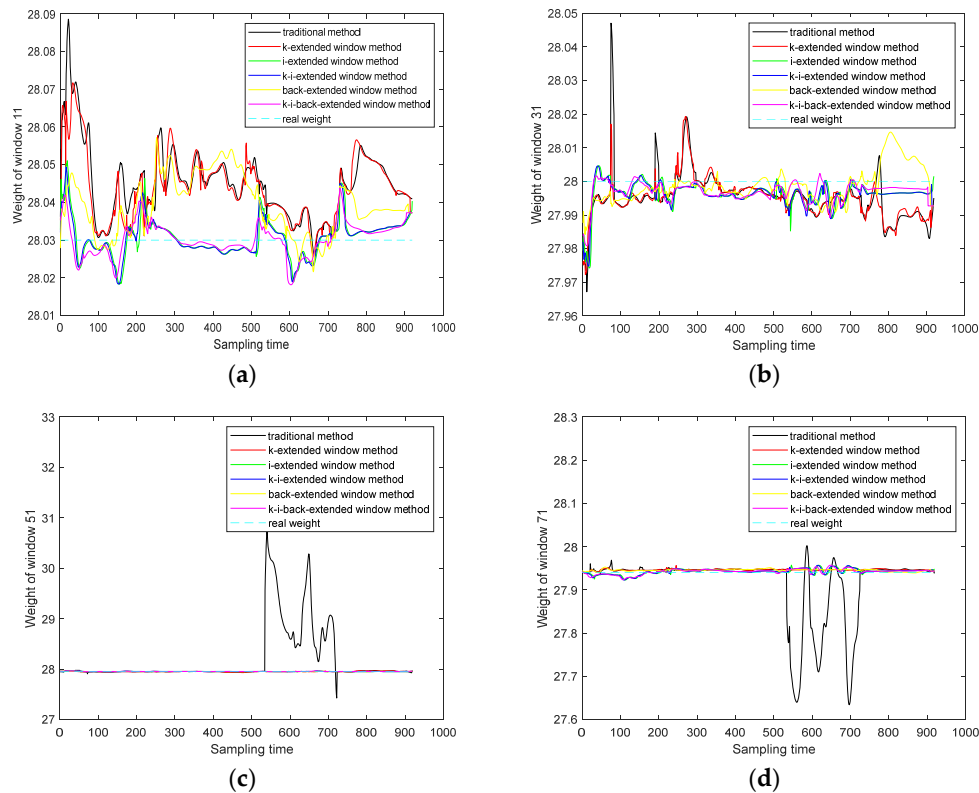 28.09
28.08
28.07
28.06
28.05
28.04
28.03
28.02
28.01
Weight of window 11
traditional method
k-extended window method
i-extended window method
k-i-extended window method
back-extended window method
k-i-back-extended window method
real weight
0 100 200 300 400 500 600 700 800 900 1000
Sampling time
(a)
28.05
28.04
28.03
28.02
28.01
28
27.99
27.98
27.97
27.96
Weight of window 31
traditional method
k-extended window method
i-extended window method
k-i-extended window method
back-extended window method
k-i-back-extended window method
real weight
0 100 200 300 400 500 600 700 800 900 1000
Sampling time
(b)
33
32
31
30
29
28
27
Weight of window 51
traditional method
k-extended window method
i-extended window method
k-i-extended window method
back-extended window method
k-i-back-extended window method
real weight
0 100 200 300 400 500 600 700 800 900 1000
Sampling time
(c)
28.3
28.2
28.1
28
27.9
27.8
27.7
27.6
Weight of window 71
traditional method
k-extended window method
i-extended window method
k-i-extended window method
back-extended window method
k-i-back-extended window method
real weight
0 100 200 300 400 500 600 700 800 900 1000
Sampling time
(d)